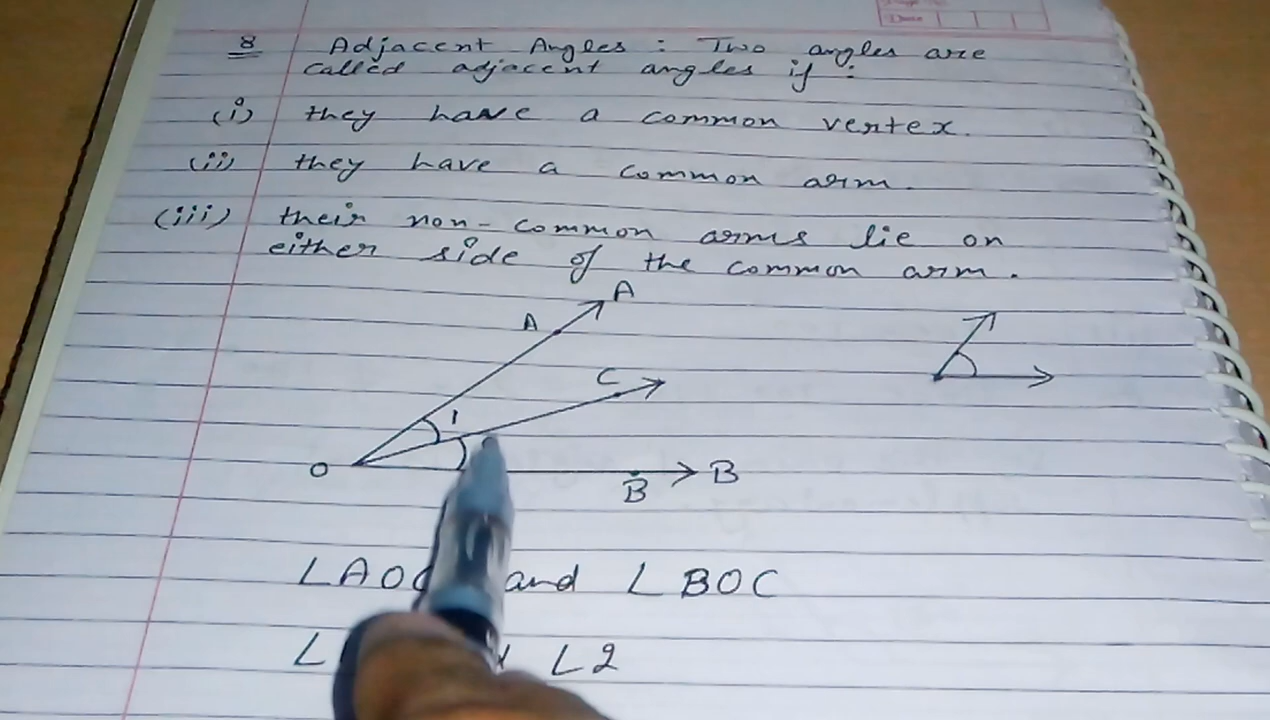 Date
8 Adjacent Angles : Two angles are
called adjacent angles if :
(i) they have a common vertex.
(ii) they have a common arm.
(iii) their non-common arms lie on
either side of the common arm.
A
A
C
1
O
B
B
and ∠BOC
∠2